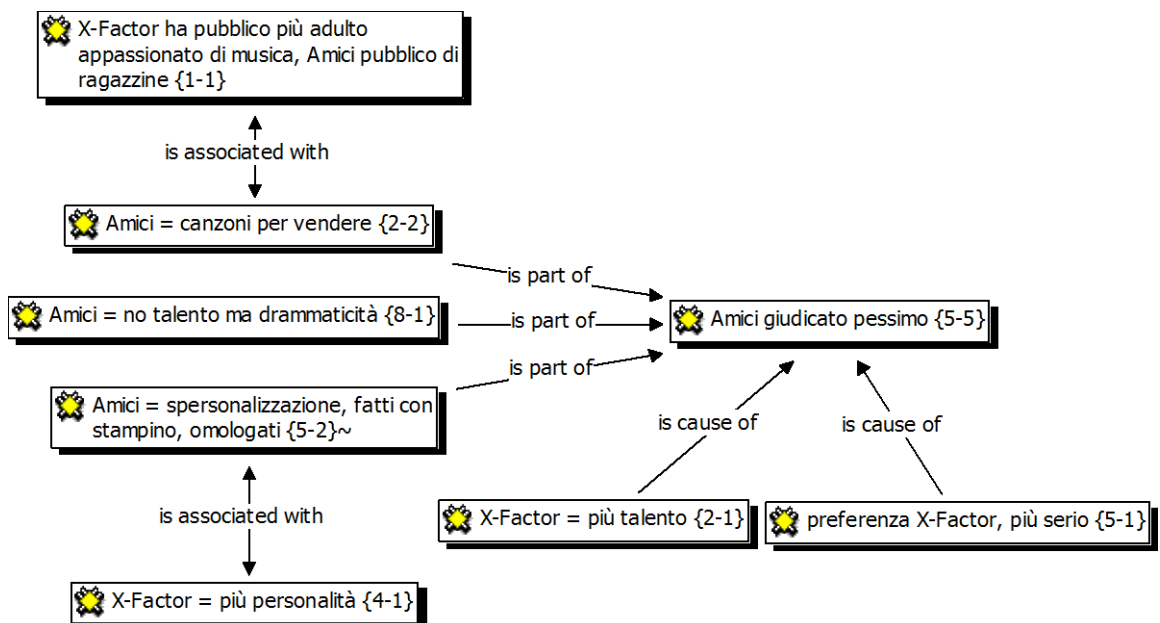 X-Factor ha pubblico più adulto
appassionato di musica, Amici pubblico di
ragazzine {1-1}
is associated with
Amici = canzoni per vendere {2-2}
is part of
Amici = no talento ma drammaticità {8-1}
is part of
Amici giudicato pessimo {5-5}
is part of
Amici = spersonalizzazione, fatti con
stampino, omologati {5-2}~
is cause of
is cause of
is associated with
X-Factor = più talento {2-1}
preferenza X-Factor, più serio {5-1}
X-Factor = più personalità {4-1}